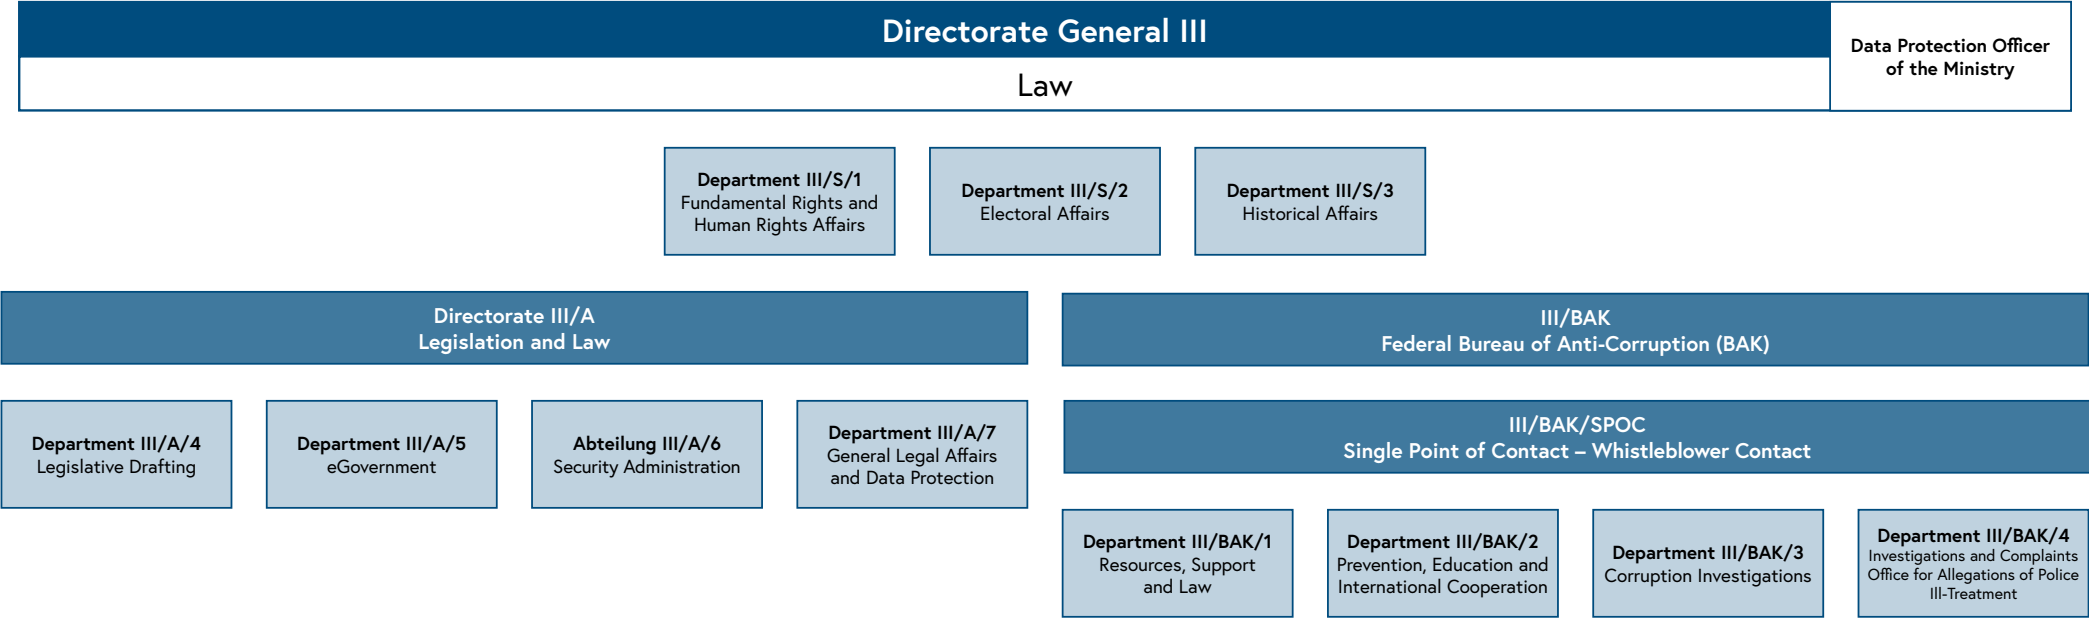 Directorate General III
Law
Data Protection Officer
of the Ministry
Department III/S/1
Fundamental Rights and
Human Rights Affairs
Department III/S/2
Electoral Affairs
Department III/S/3
Historical Affairs
Directorate III/A
Legislation and Law
Department III/A/4
Legislative Drafting
Department III/A/5
eGovernment
Abteilung III/A/6
Security Administration
Department III/A/7
General Legal Affairs
and Data Protection
III/BAK
Federal Bureau of Anti-Corruption (BAK)
III/BAK/SPOC
Single Point of Contact – Whistleblower Contact
Department III/BAK/1
Resources, Support
and Law
Department III/BAK/2
Prevention, Education and
International Cooperation
Department III/BAK/3
Corruption Investigations
Department III/BAK/4
Investigations and Complaints
Office for Allegations of Police
Ill-Treatment